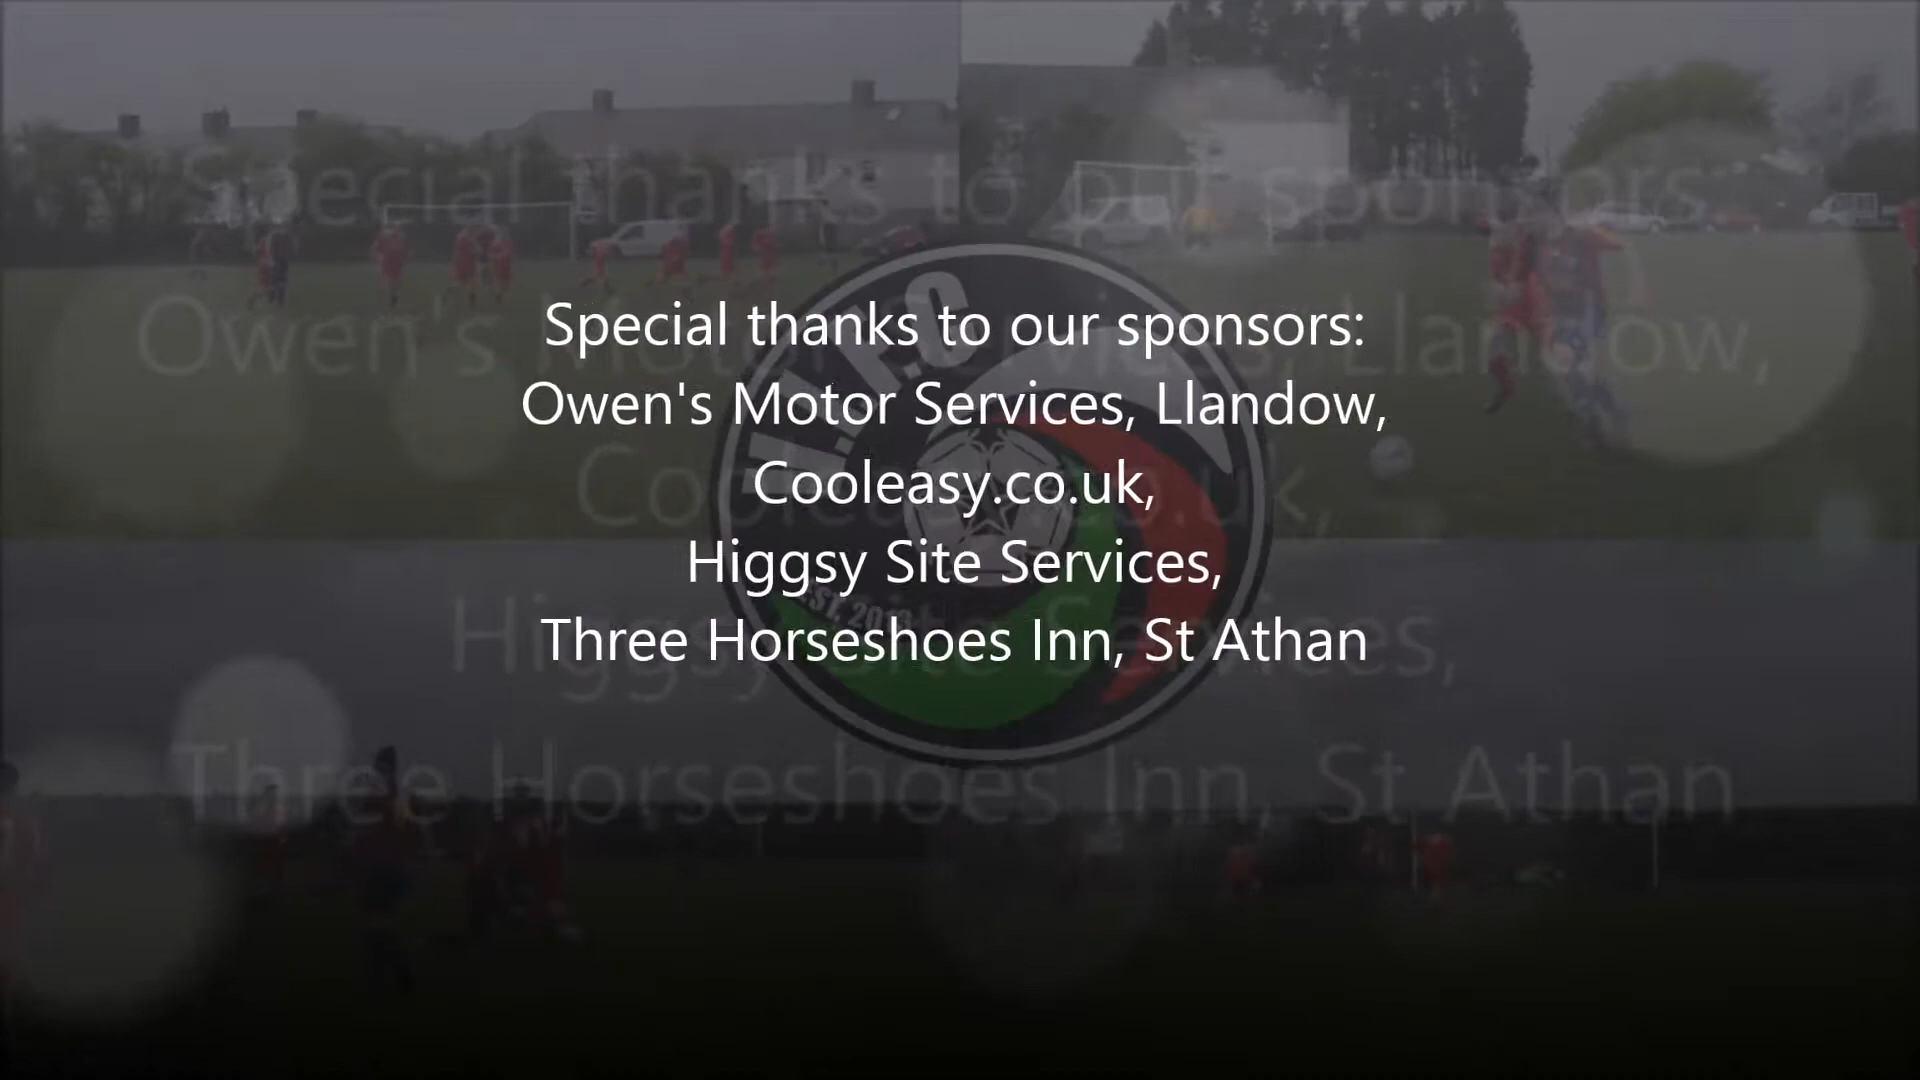 Special thanks to our sponsors:
Owen's Motor Services, Llandow,
Cooleasy.co.uk,
Higgsy Site Services,
Three Horseshoes Inn, St Athan